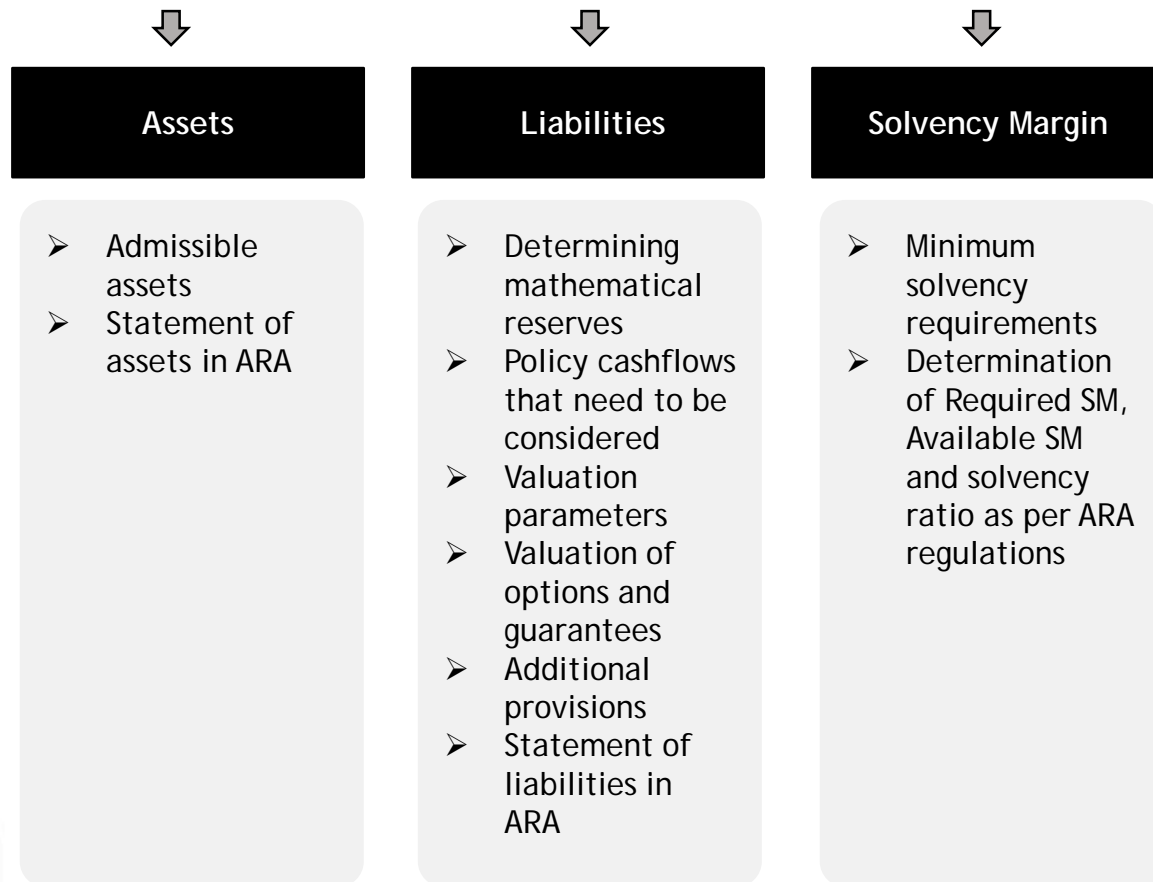 Assets
➢ Admissible
assets
➢ Statement of
assets in ARA
Liabilities
➢ Determining
mathematical
reserves
➢ Policy cashflows
that need to be
considered
➢ Valuation
parameters
➢ Valuation of
options and
guarantees
➢ Additional
provisions
➢ Statement of
liabilities in
ARA
Solvency Margin
➢ Minimum
solvency
requirements
➢ Determination
of Required SM,
Available SM
and solvency
ratio as per ARA
regulations